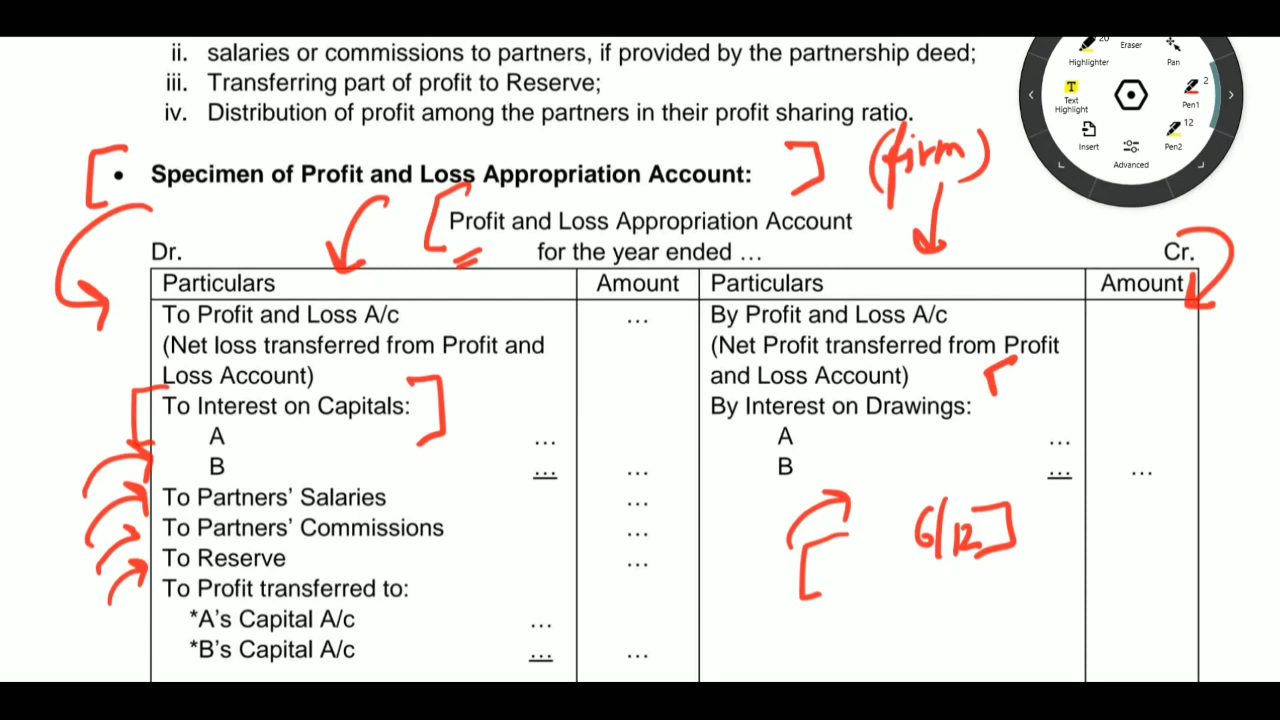 ii. salaries or commissions to partners, if provided by the partnership deed;
iii. Transferring part of profit to Reserve;
iv. Distribution of profit among the partners in their profit sharing ratio.
• Specimen of Profit and Loss Appropriation Account:
(firm)
Profit and Loss Appropriation Account
Dr. for the year ended … Cr.
Particulars Amount Particulars Amount
To Profit and Loss A/c … By Profit and Loss A/c
(Net loss transferred from Profit and (Net Profit transferred from Profit
Loss Account) and Loss Account)
To Interest on Capitals: By Interest on Drawings:
A … A …
B … … B … …
To Partners’ Salaries …
To Partners’ Commissions …
6/12
To Reserve …
To Profit transferred to:
*A’s Capital A/c …
*B’s Capital A/c … …
20
Highlighter
Eraser
Pan
T
Text
Highlight
2
Pen1
Insert
Advanced
12
Pen2